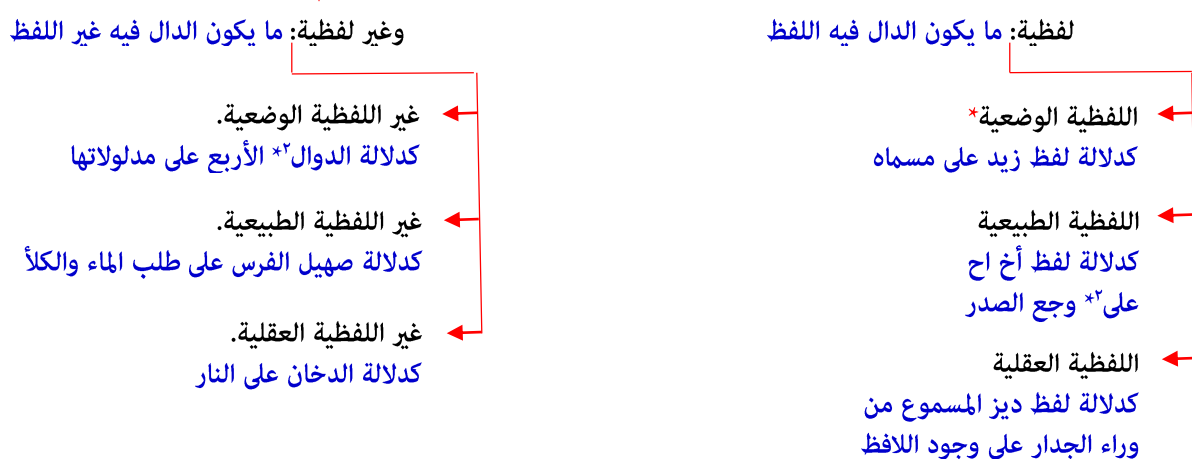 لفظية: ما يكون الدال فيه اللفظ
اللفظية الوضعية*
كدلالة لفظ زيد على مسماه
اللفظية الطبيعية
كدلالة لفظ أخ اح
على٢* وجع الصدر
اللفظية العقلية
كدلالة لفظ ديز المسموع من
وراء الجدار على وجود اللافظ
وغير لفظية: ما يكون الدال فيه غير اللفظ
غير اللفظية الوضعية.
كدلالة الدوال٢* الأربع على مدلولاتها
غير اللفظية الطبيعية.
كدلالة صهيل الفرس على طلب الماء والكلأ
غير اللفظية العقلية.
كدلالة الدخان على النار